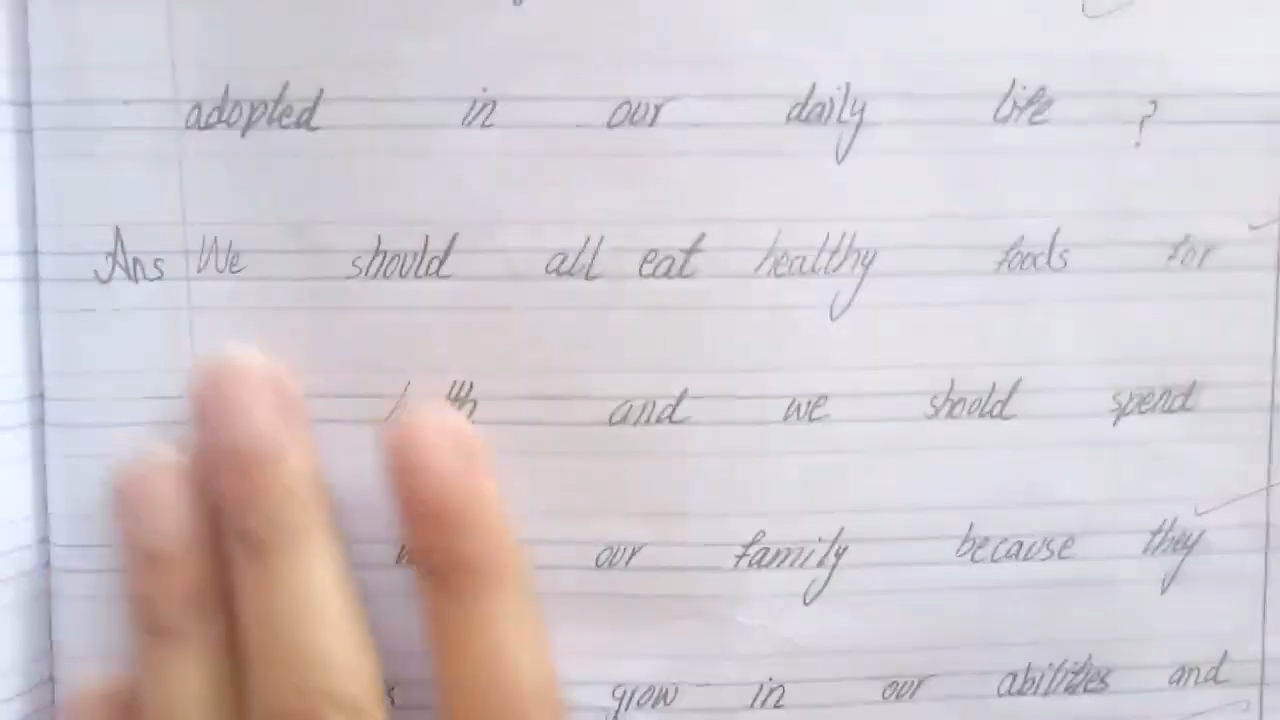 adopted in our daily life ?
Ans We should all eat healthy foods for
and we should spend
our family because they
grow in our abilities and